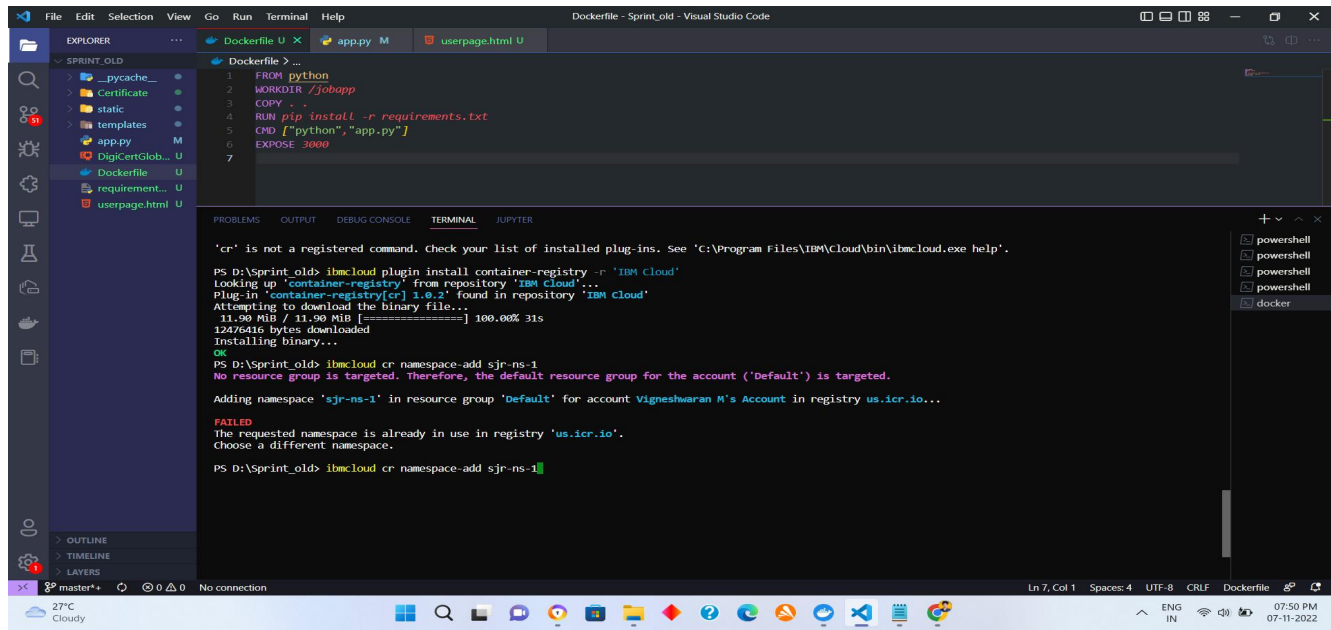 File Edit Selection View Go Run Terminal Help
Dockerfile - Sprint_old - Visual Studio Code
EXPLORER
SPRINT_OLD
__pycache__
Certificate
static
templates
app.py M
DigiCertGlob... U
Dockerfile U
requirement... U
userpage.html U
OUTLINE
TIMELINE
LAYERS
Dockerfile U app.py M userpage.html U
Dockerfile > ...
1 FROM python
2 WORKDIR /jobapp
3 COPY . .
4 RUN pip install -r requirements.txt
5 CMD ["python","app.py"]
6 EXPOSE 3000
7
PROBLEMS OUTPUT DEBUG CONSOLE TERMINAL JUPYTER
'cr' is not a registered command. Check your list of installed plug-ins. See 'C:\Program Files\IBM\Cloud\bin\ibmcloud.exe help'.
PS D:\Sprint_old> ibmcloud plugin install container-registry -r 'IBM Cloud'
Looking up 'container-registry' from repository 'IBM Cloud'...
Plug-in 'container-registry[cr] 1.0.2' found in repository 'IBM Cloud'
Attempting to download the binary file...
11.90 MiB / 11.90 MiB [================] 100.00% 31s
12476416 bytes downloaded
Installing binary...
OK
PS D:\Sprint_old> ibmcloud cr namespace-add sjr-ns-1
No resource group is targeted. Therefore, the default resource group for the account ('Default') is targeted.
Adding namespace 'sjr-ns-1' in resource group 'Default' for account Vigneshwaran M's Account in registry us.icr.io...
FAILED
The requested namespace is already in use in registry 'us.icr.io'.
Choose a different namespace.
PS D:\Sprint_old> ibmcloud cr namespace-add sjr-ns-1
powershell
powershell
powershell
powershell
docker
51
1
master*+ 0 0 No connection
Ln 7, Col 1 Spaces: 4 UTF-8 CRLF Dockerfile
27°C
Cloudy
ENG
IN
07:50 PM
07-11-2022